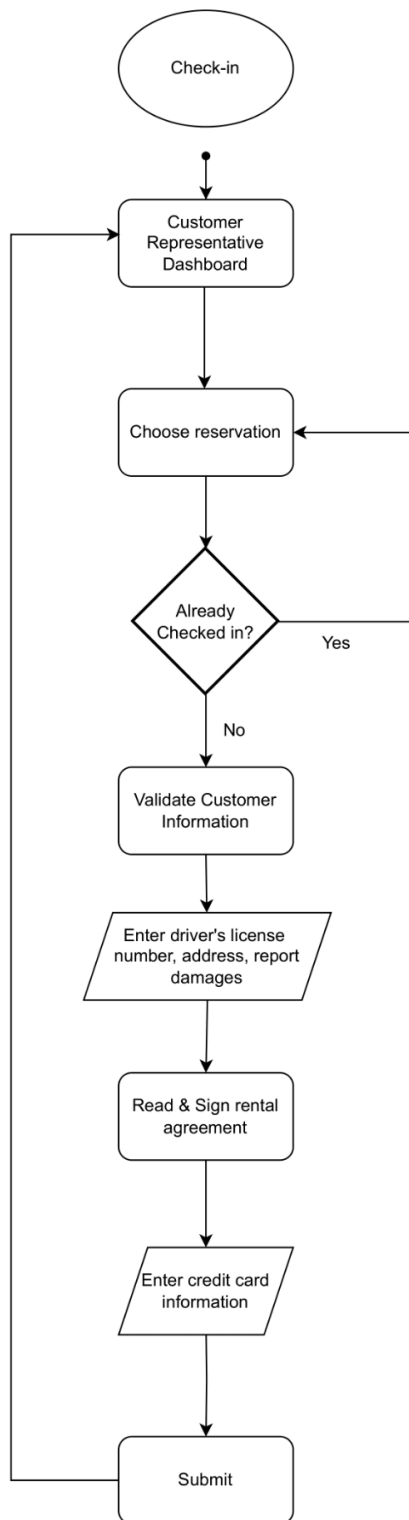 Check-in
Customer
Representative
Dashboard
Choose reservation
Already
Checked in?
Yes
No
Validate Customer
Information
Enter driver's license
number, address, report
damages
Read & Sign rental
agreement
Enter credit card
information
Submit